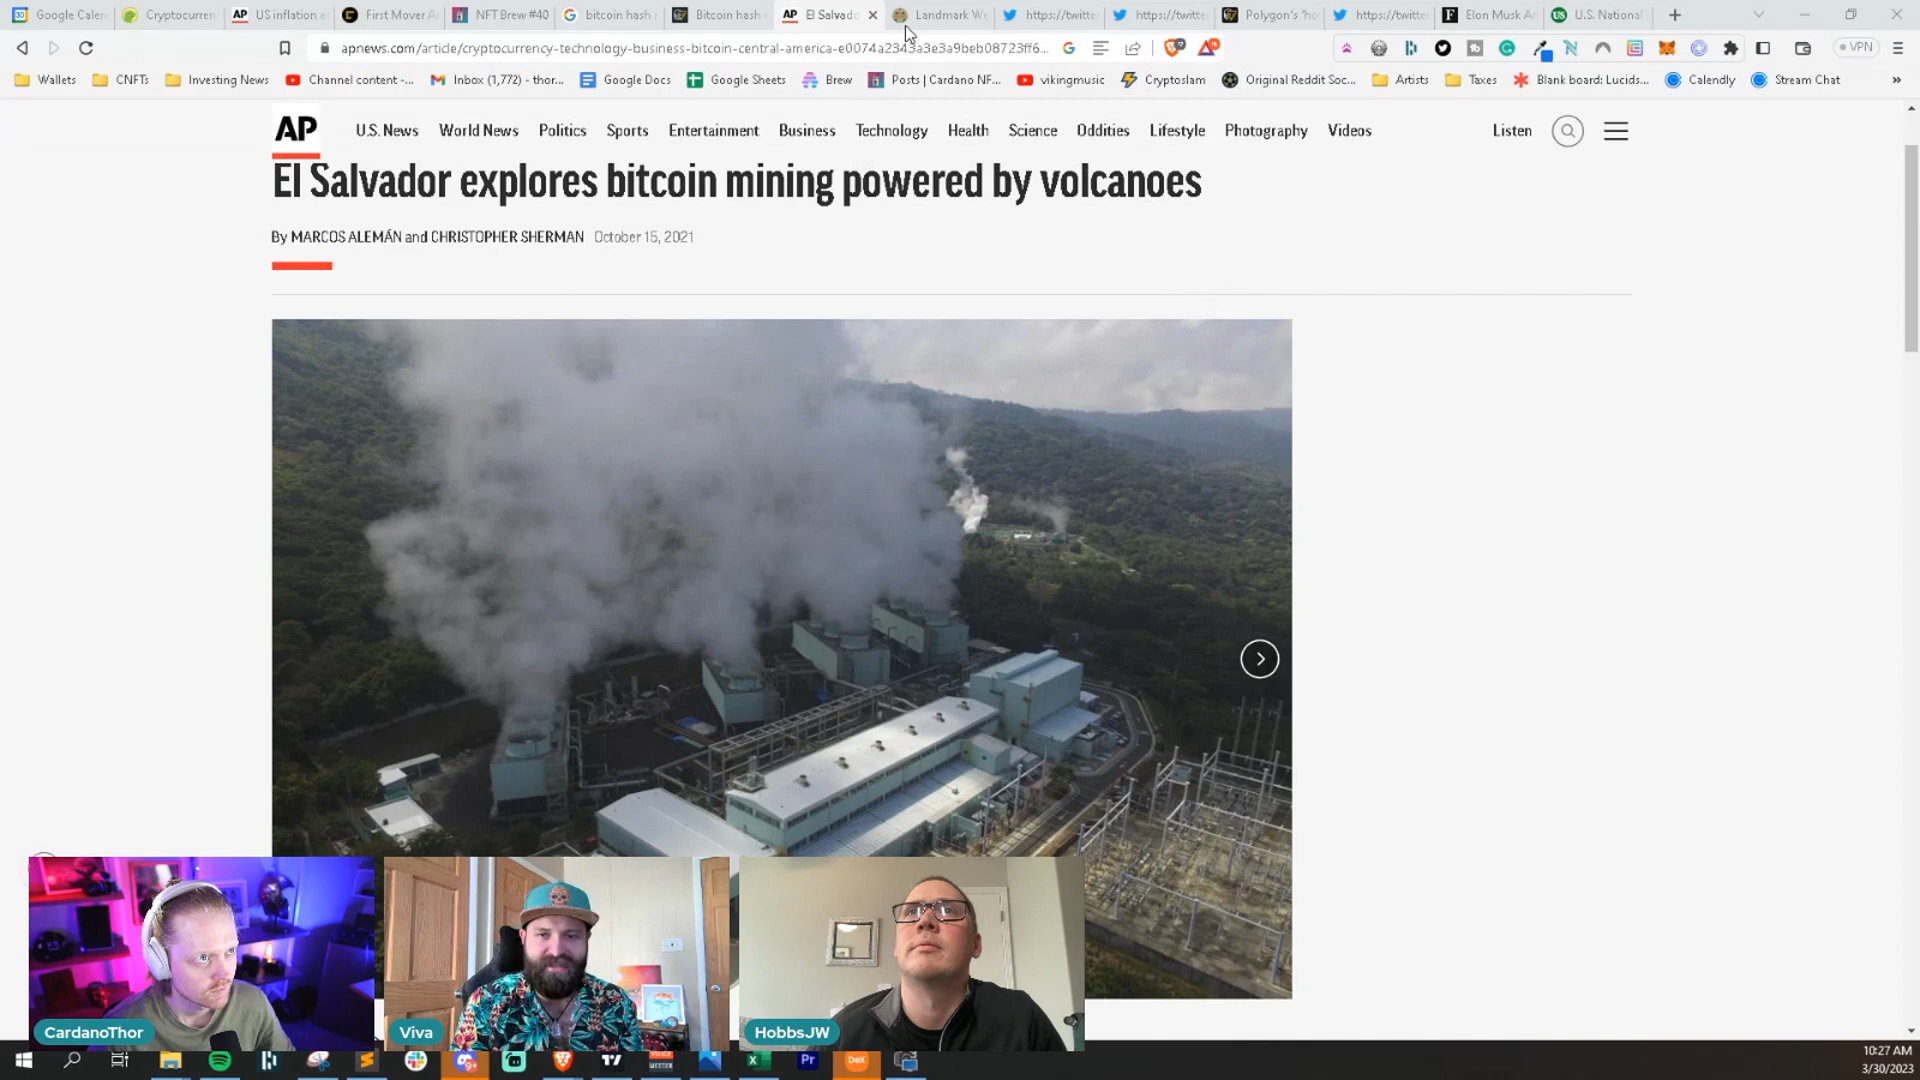 Google Calen
Cryptocurren
US inflation e
First Mover A
NFT Brew #40
bitcoin hash r
Bitcoin hash
El Salvado
Landmark We
https://twitte
https://twitte
Polygon's 'ho
https://twitte
Elon Musk A
U.S. National
apnews.com/article/cryptocurrency-technology-business-bitcoin-central-america-e0074a2343a3e3a9beb08723ff6...
VPN
Wallets
CNFTs
Investing News
Channel content -...
Inbox (1,772) - thor...
Google Docs
Google Sheets
Brew
Posts | Cardano NF...
vikingmusic
Cryptoslam
Original Reddit Soc...
Artists
Taxes
Blank board: Lucids...
Calendly
Stream Chat
AP
U.S. News
World News
Politics
Sports
Entertainment
Business
Technology
Health
Science
Oddities
Lifestyle
Photography
Videos
Listen
El Salvador explores bitcoin mining powered by volcanoes
By MARCOS ALEMÁN and CHRISTOPHER SHERMAN October 15, 2021
CardanoThor
Viva
HobbsJW
10:27 AM
3/30/2023